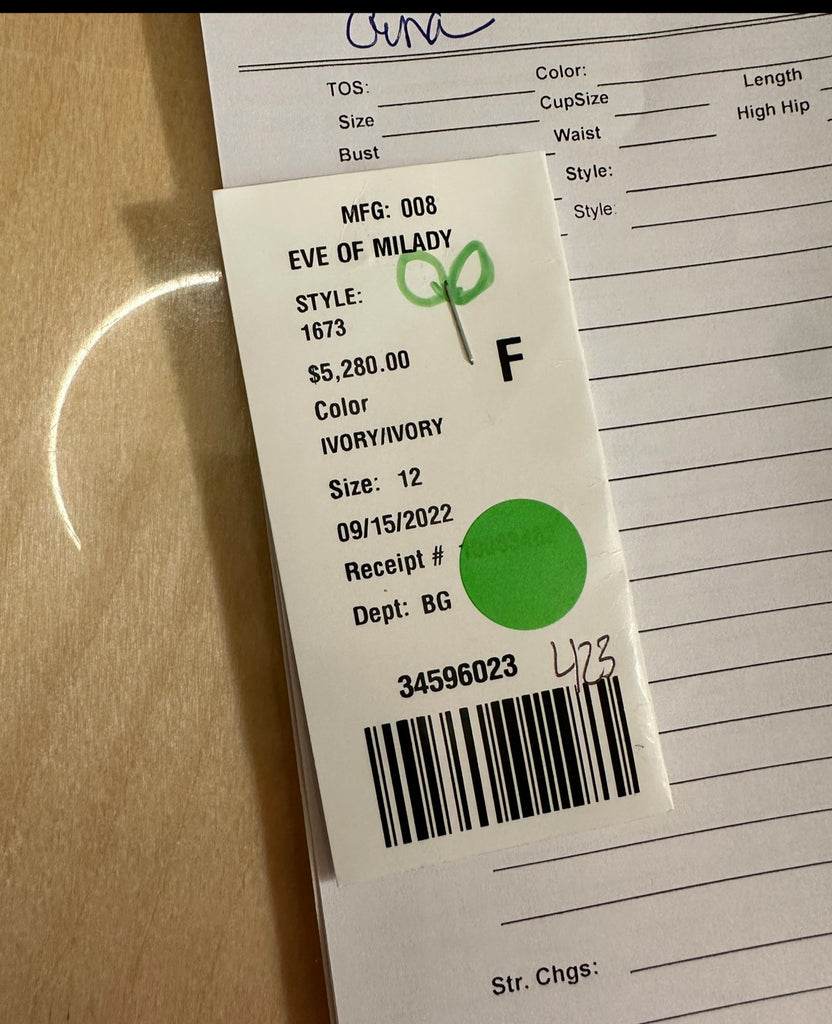 TOS:
Color:
Length
Size
CupSize
High Hip
Bust
Waist
Style:
Style:
MFG: 008
EVE OF MILADY
STYLE:
1673
$5,280.00
F
Color
IVORY/IVORY
Size: 12
09/15/2022
Receipt #
Dept: BG
34596023
423
Str. Chgs: